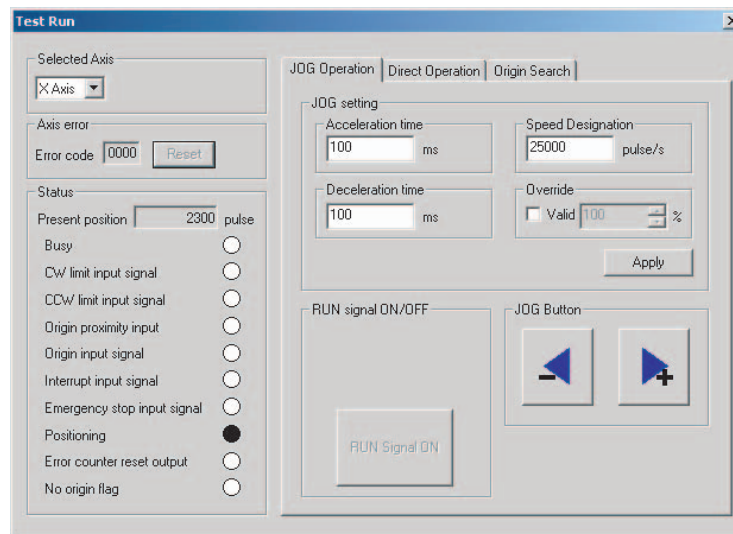 Test Run
Selected Axis
X Axis
Axis error
Error code 0000 Reset
Status
Present position 2300 pulse
Busy
CW limit input signal
CCW limit input signal
Origin proximity input
Origin input signal
Interrupt input signal
Emergency stop input signal
Positioning
Error counter reset output
No origin flag
JOG Operation Direct Operation Origin Search
JOG setting
Acceleration time
100 ms
Speed Designation
25000 pulse/s
Deceleration time
100 ms
Override
Valid 100 %
Apply
RUN signal ON/OFF
RUN Signal ON
JOG Button
- +